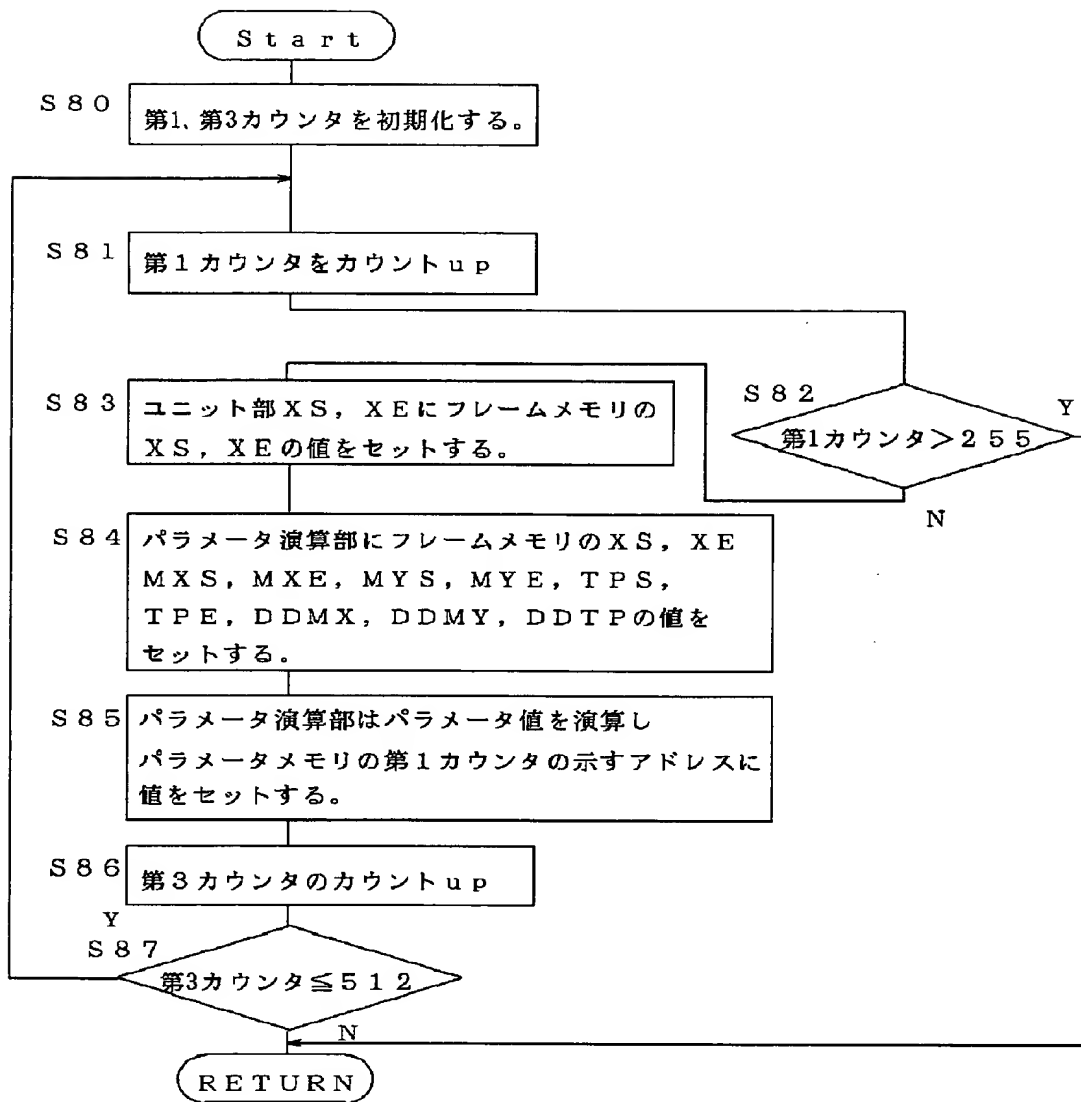 Start
S80
第1、第3カウンタを初期化する。
S81
第1カウンタをカウントup
S82
第1カウンタ>255
Y
N
S83
ユニット部XS,XEにフレームメモリの
XS,XEの値をセットする。
S84
パラメータ演算部にフレームメモリのXS,XE
MXS,MXE,MYS,MYE,TPS,
TPE,DDMX,DDMY,DDTPの値を
セットする。
S85
パラメータ演算部はパラメータ値を演算し
パラメータメモリの第1カウンタの示すアドレスに
値をセットする。
S86
第3カウンタのカウントup
Y
S87
第3カウンタ≦512
N
RETURN